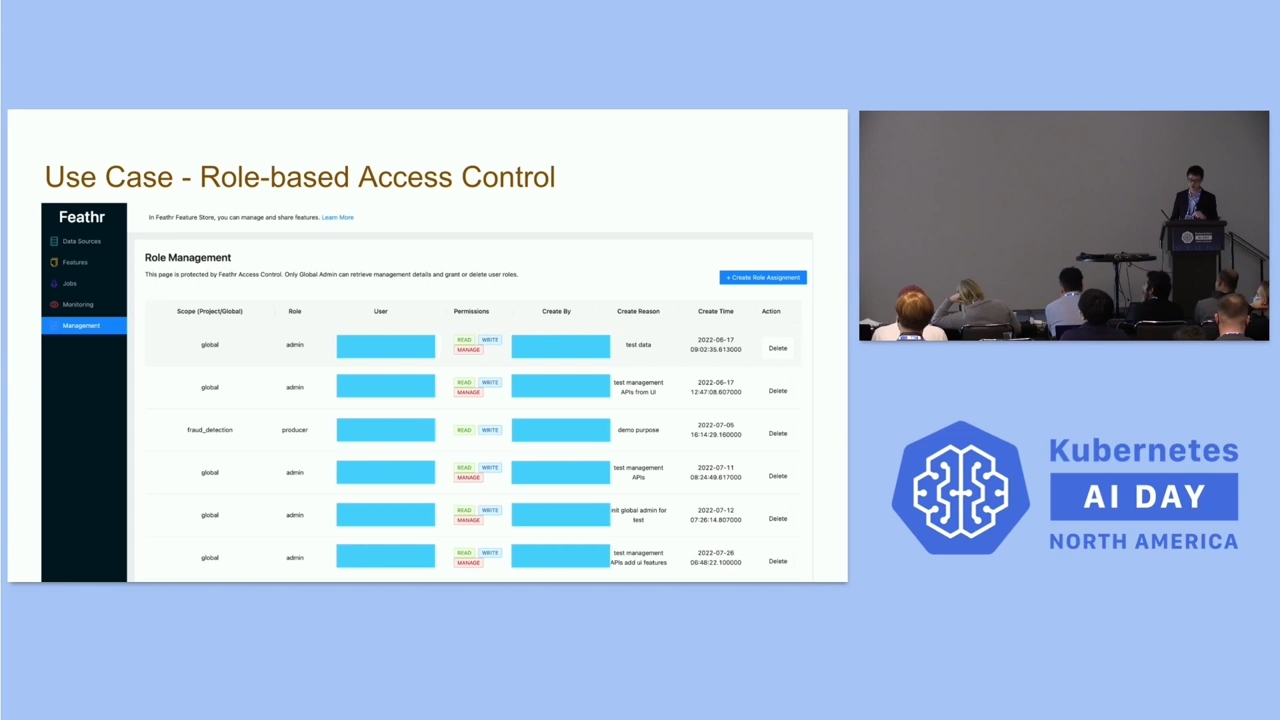 Use Case - Role-based Access Control
Feathr
In Feathr Feature Store, you can manage and share features. Learn More
Data Sources
Features
Jobs
Monitoring
Management
Role Management
This page is protected by Feathr Access Control. Only Global Admin can retrieve management details and grant or delete user roles.
+ Create Role Assignment
Scope (Project/Global) Role User Permissions Create By Create Reason Create Time Action
global admin READ WRITE MANAGE test data 2022-06-17 09:02:35.613000 Delete
global admin READ WRITE MANAGE test management APIs from UI 2022-06-17 12:47:08.607000 Delete
fraud_detection producer READ WRITE demo purpose 2022-07-05 16:14:29.160000 Delete
global admin READ WRITE MANAGE test management APIs 2022-07-11 08:24:49.617000 Delete
global admin READ WRITE MANAGE init global admin for test 2022-07-12 07:26:14.807000 Delete
global admin READ WRITE MANAGE test management APIs add ui features 2022-07-26 06:48:22.100000 Delete
Kubernetes
AI DAY
NORTH AMERICA